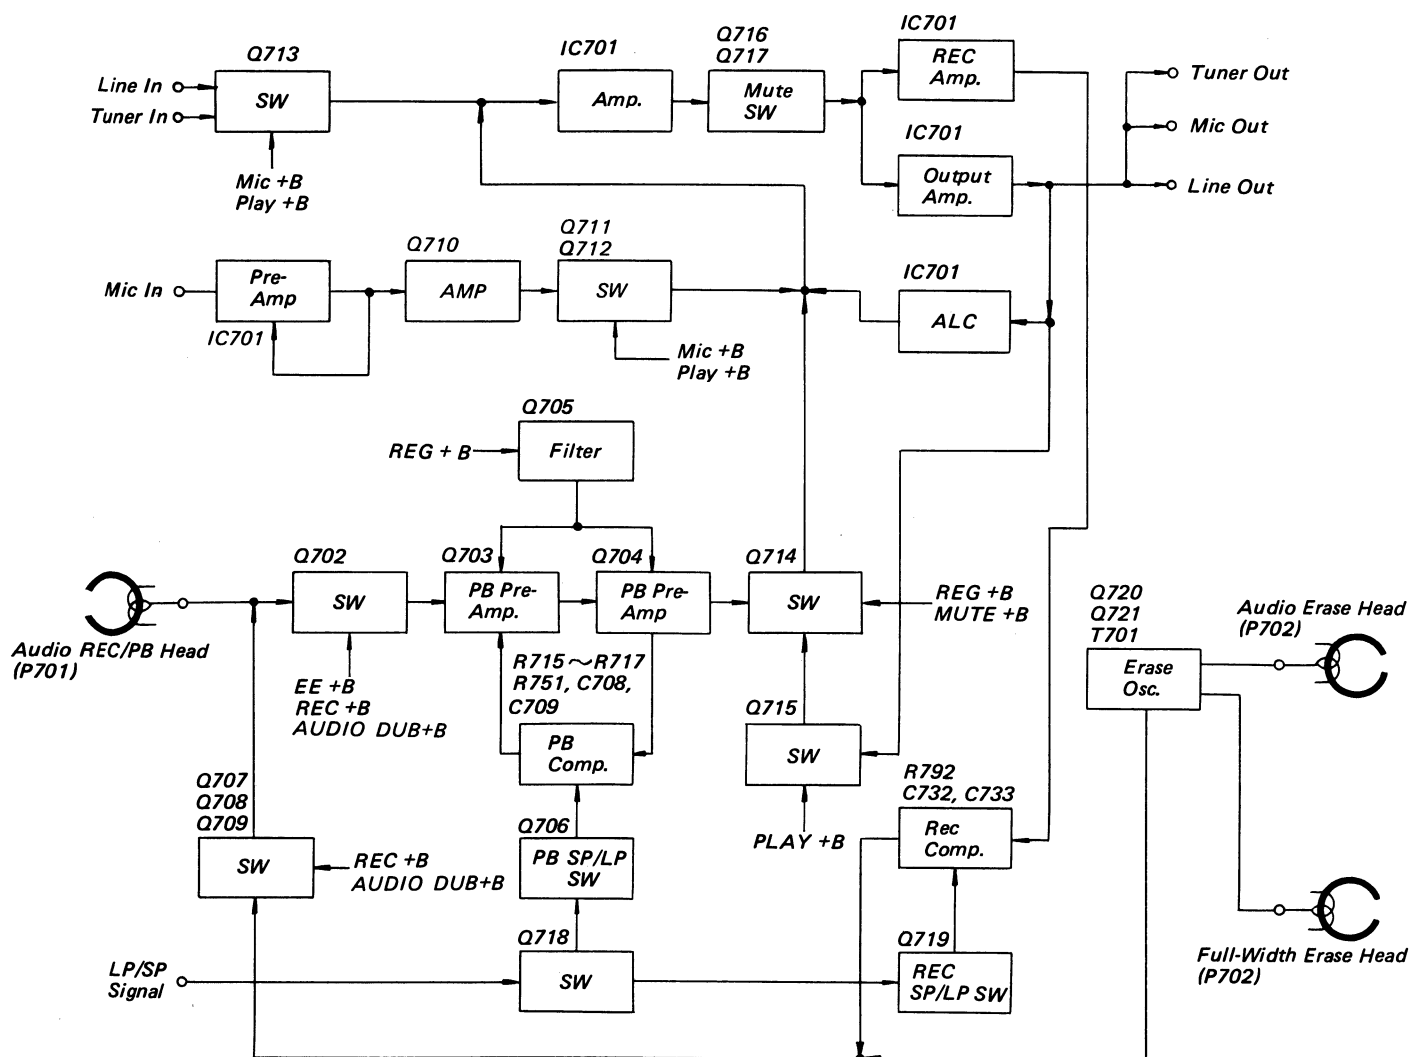 Q713
Line In
Tuner In
SW
Mic +B
Play +B
IC701
Amp.
Q716
Q717
Mute
SW
IC701
REC
Amp.
IC701
Output
Amp.
Tuner Out
Mic Out
Line Out
Mic In
Pre-
Amp
IC701
Q710
AMP
Q711
Q712
SW
Mic +B
Play +B
IC701
ALC
Q705
REG + B
Filter
Audio REC/PB Head
(P701)
Q702
SW
EE +B
REC +B
AUDIO DUB+B
Q703
PB Pre-
Amp.
Q704
PB Pre-
Amp
Q714
SW
REG +B
MUTE +B
R715~R717
R751, C708,
C709
PB
Comp.
Q715
SW
PLAY +B
Q720
Q721
T701
Erase
Osc.
Audio Erase Head
(P702)
Q707
Q708
Q709
SW
REC +B
AUDIO DUB+B
Q706
PB SP/LP
SW
R792
C732, C733
Rec
Comp.
LP/SP
Signal
Q718
SW
Q719
REC
SP/LP SW
Full-Width Erase Head
(P702)